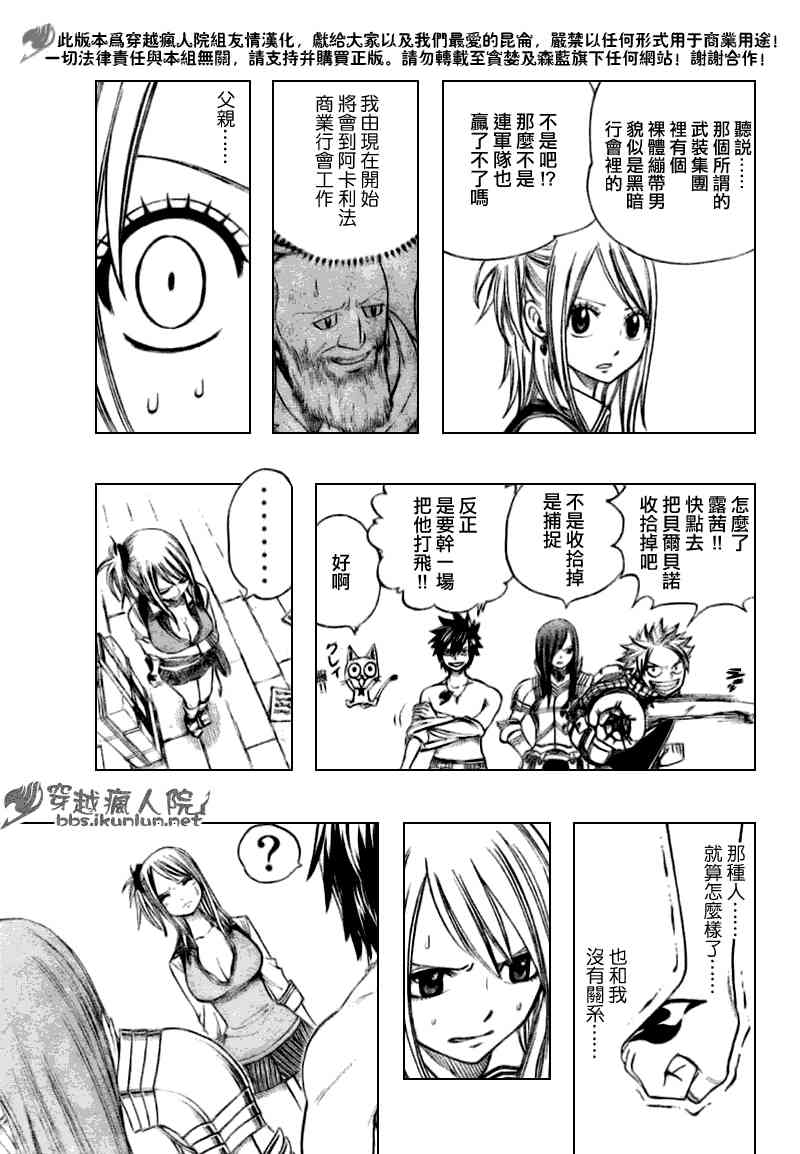 此版本爲穿越瘋人院組友情漢化，獻給大家以及我們最愛的昆侖，嚴禁以任何形式用于商業用途！
一切法律責任與本組無關，請支持并購買正版。請勿轉載至貪婪及森藍旗下任何網站！謝謝合作！
聽説……
那個所謂的
武裝集團
裡有個
裸體繃帶男
貌似是黑暗
行會裡的
不是吧!?
那麼不是
連軍隊也
贏了不了嗎
我由現在開始
將會到阿卡利法
商業行會工作
父親……
怎麼了
露茜!!
快點去
把貝爾貝諾
收拾掉吧
不是收拾掉
是捕捉
反正
是要幹一場
把他打飛!!
好啊
クレイ
………
穿越瘋人院
bbs.ikunlun.net
那種人……
就算怎麼樣了……
也和我
沒有關系……
?